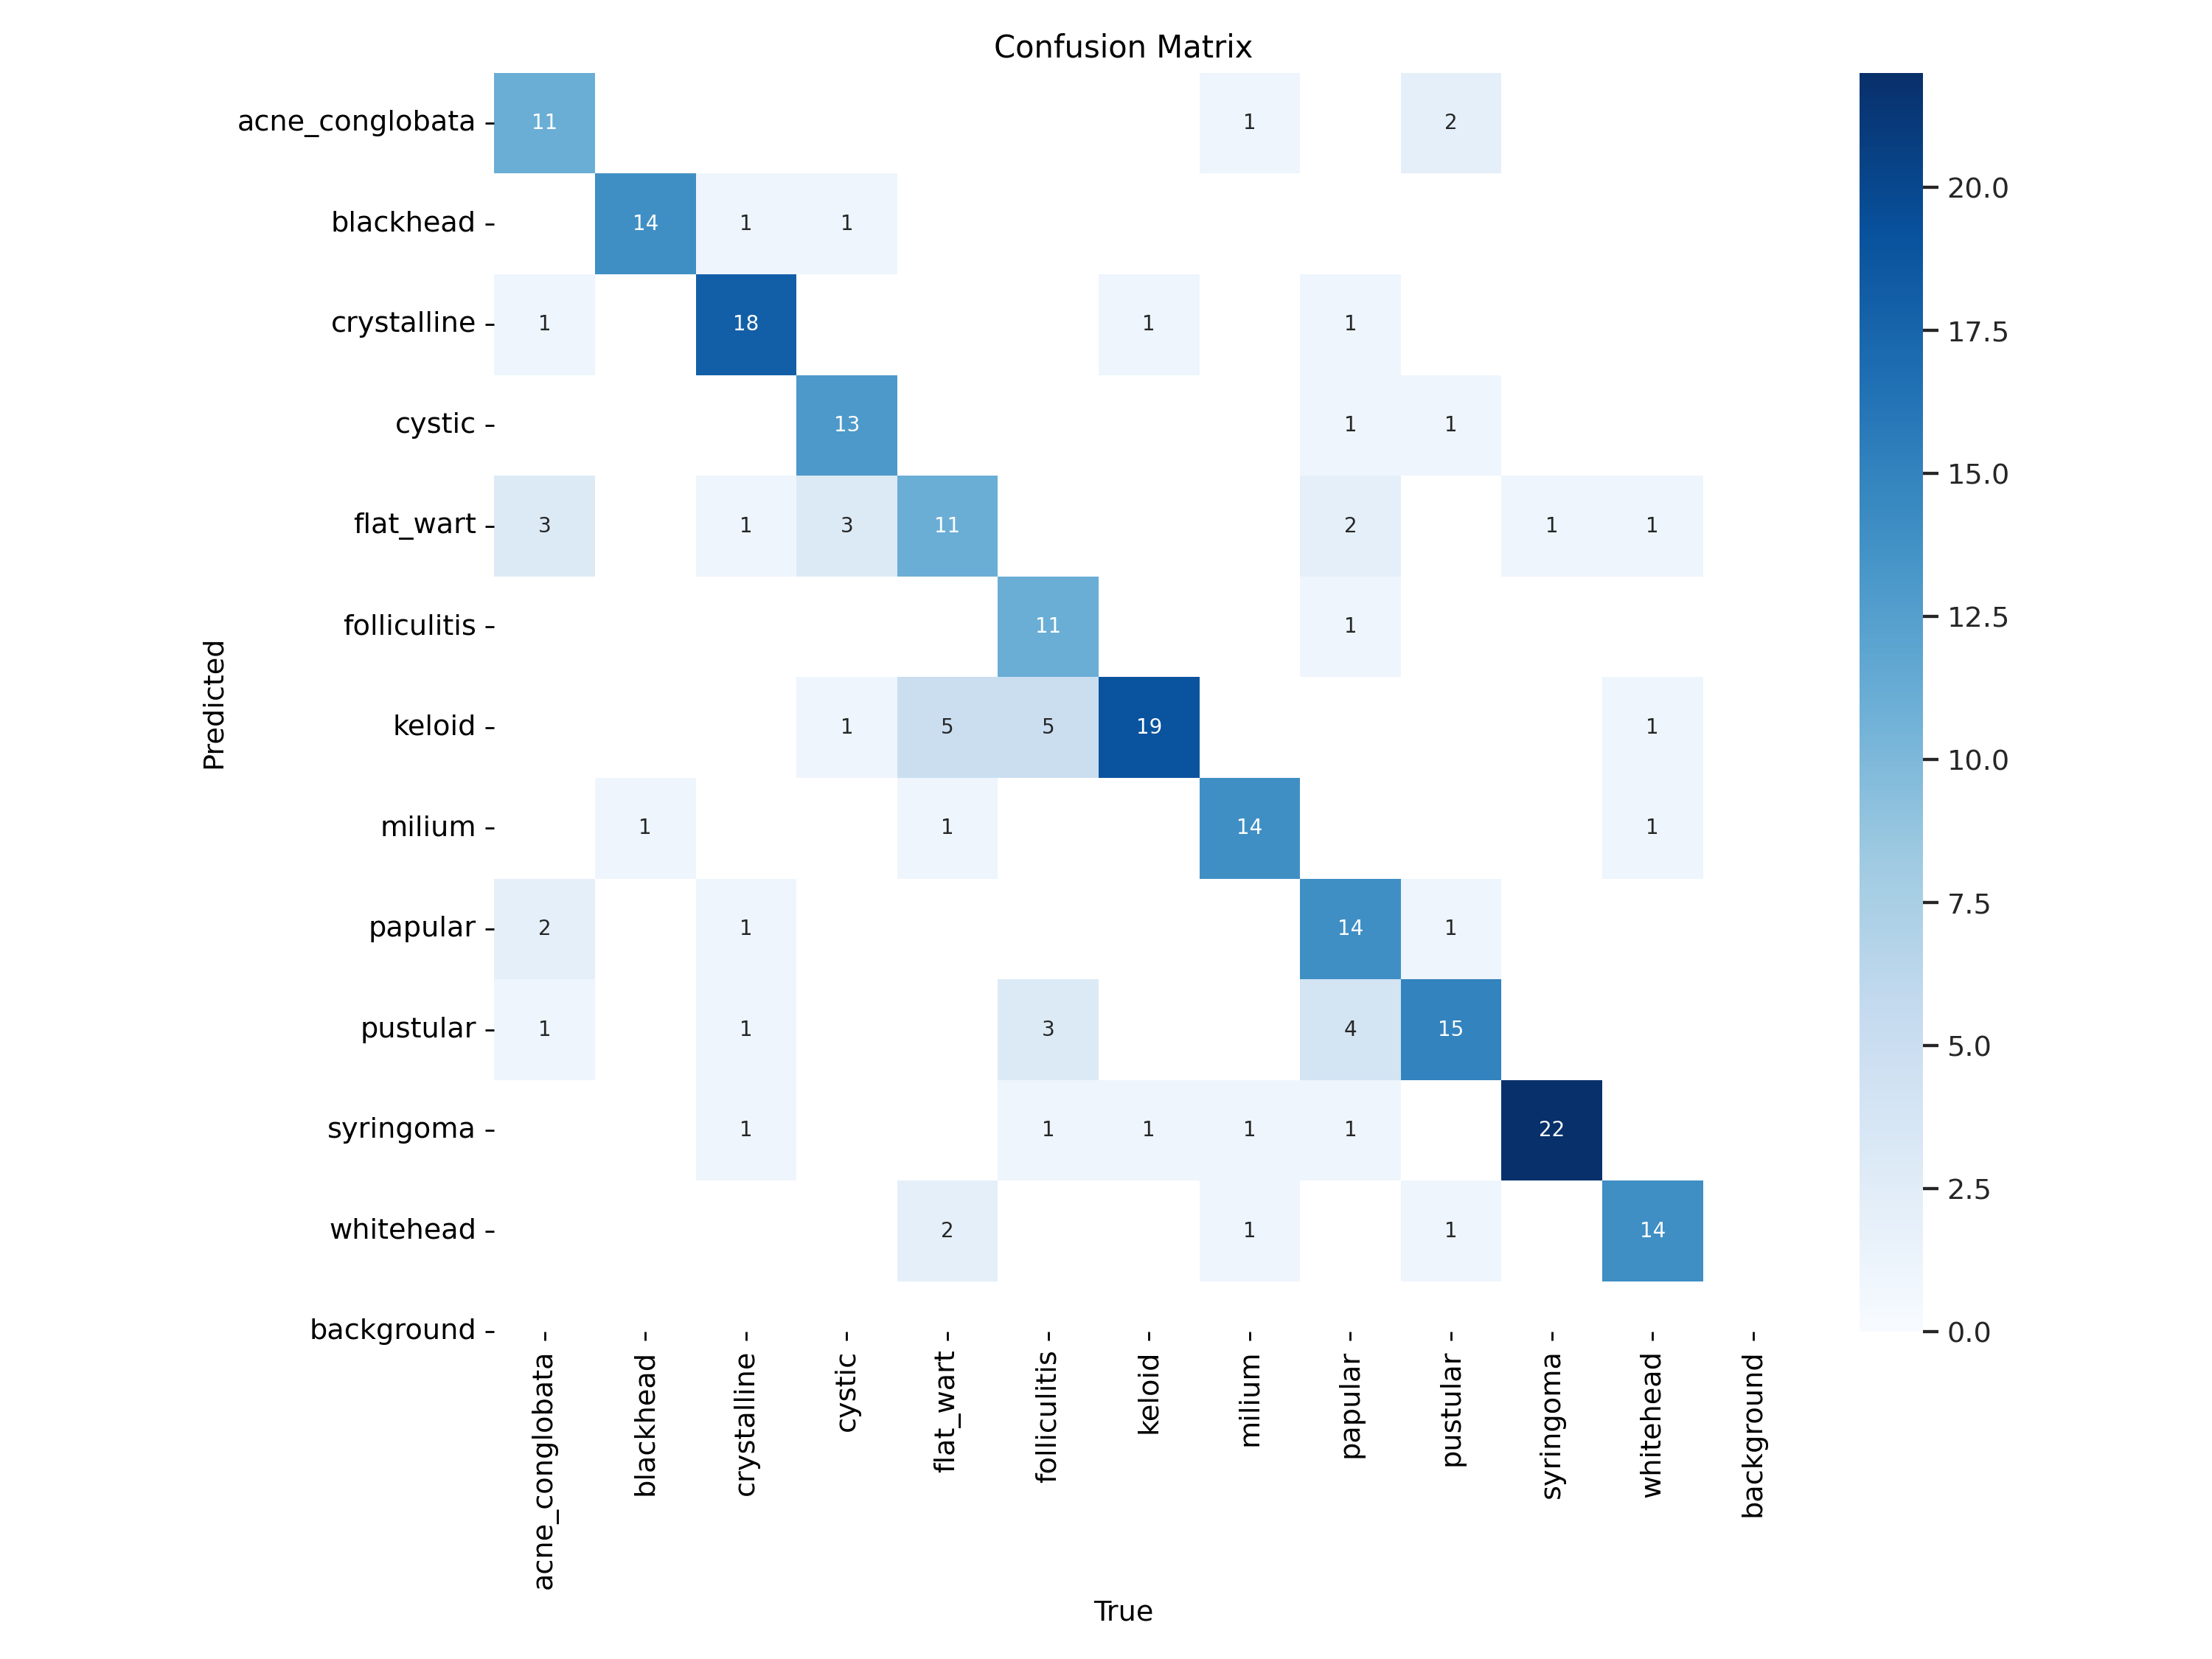 Confusion Matrix
acne_conglobata 11 1 2
blackhead 14 1 1
crystalline 1 18 1 1
cystic 13 1 1
flat_wart 3 1 3 11 2 1 1
folliculitis 11 1
keloid 1 5 5 19 1
milium 1 1 14 1
papular 2 1 14 1
pustular 1 1 3 4 15
syringoma 1 1 1 1 1 22
whitehead 2 1 1 14
background
Predicted
acne_conglobata
blackhead
crystalline
cystic
flat_wart
folliculitis
keloid
milium
papular
pustular
syringoma
whitehead
background
True
20.0
17.5
15.0
12.5
10.0
7.5
5.0
2.5
0.0